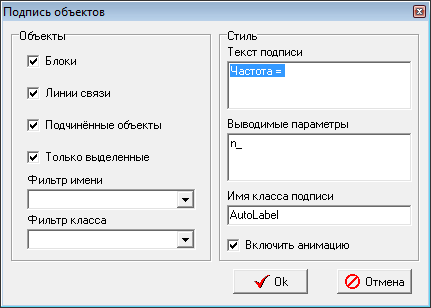 Подпись объектов
Объекты
Блоки
Линии связи
Подчинённые объекты
Только выделенные
Фильтр имени
Фильтр класса
Стиль
Текст подписи
Частота =
Выводимые параметры
n_
Имя класса подписи
AutoLabel
Включить анимацию
Ok
Отмена